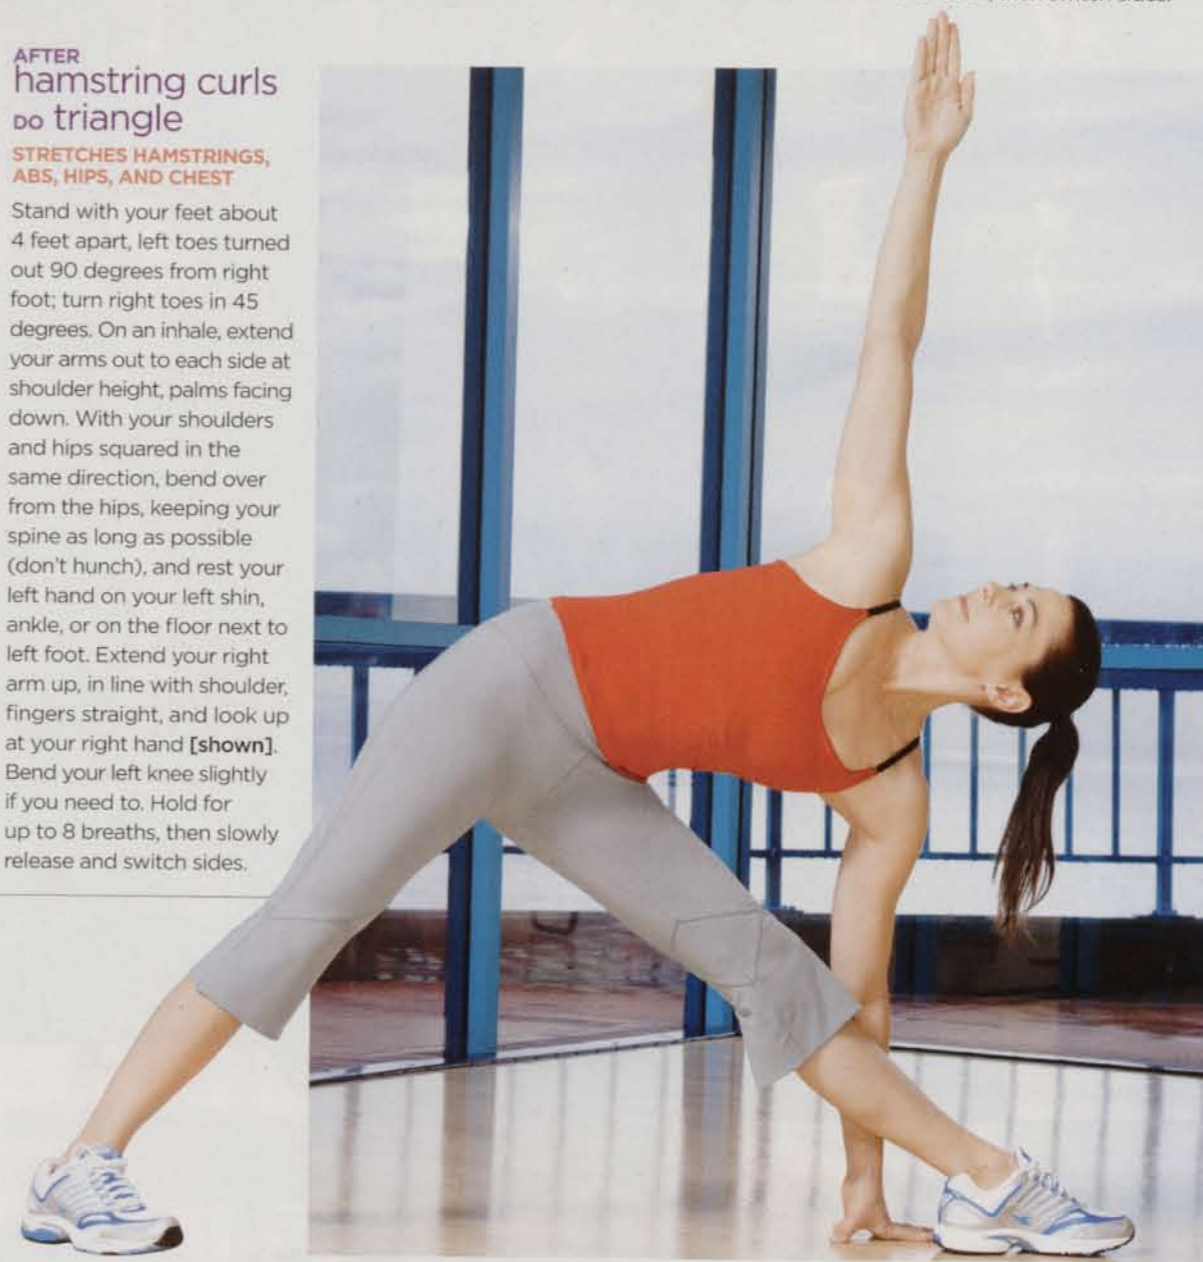 AFTER
hamstring curls
DO triangle
STRETCHES HAMSTRINGS,
ABS, HIPS, AND CHEST
Stand with your feet about
4 feet apart, left toes turned
out 90 degrees from right
foot; turn right toes in 45
degrees. On an inhale, extend
your arms out to each side at
shoulder height, palms facing
down. With your shoulders
and hips squared in the
same direction, bend over
from the hips, keeping your
spine as long as possible
(don't hunch), and rest your
left hand on your left shin,
ankle, or on the floor next to
left foot. Extend your right
arm up, in line with shoulder,
fingers straight, and look up
at your right hand [shown].
Bend your left knee slightly
if you need to. Hold for
up to 8 breaths, then slowly
release and switch sides.